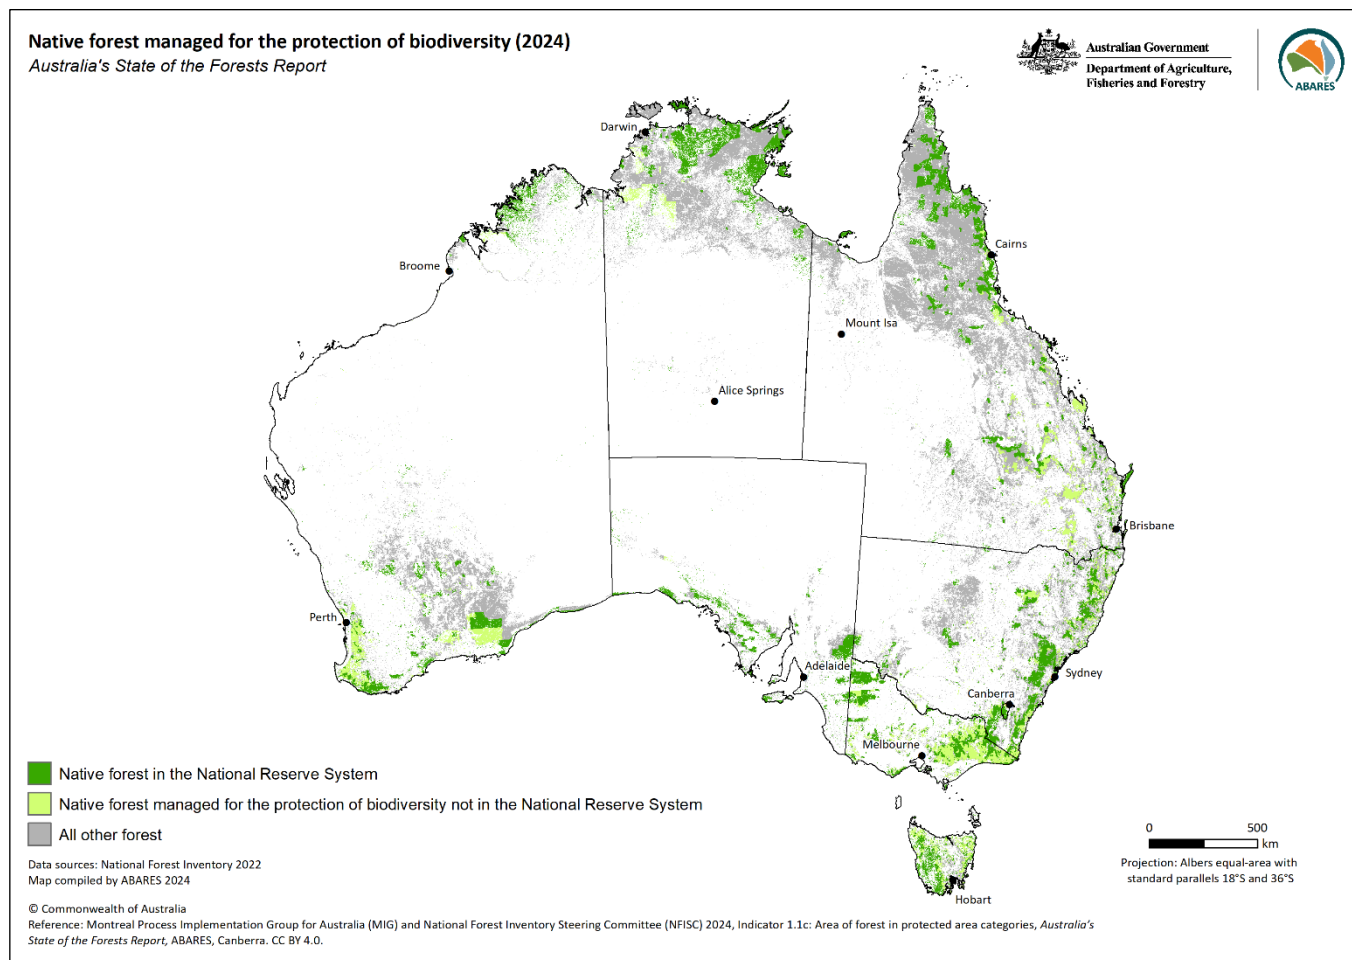 Native forest managed for the protection of biodiversity (2024)
Australia's State of the Forests Report
Australian Government
Department of Agriculture,
Fisheries and Forestry
ABARES
Darwin
Cairns
Broome
Mount Isa
Alice Springs
Brisbane
Perth
Adelaide
Sydney
Canberra
Melbourne
Hobart
Native forest in the National Reserve System
Native forest managed for the protection of biodiversity not in the National Reserve System
All other forest
0 500
km
Projection: Albers equal-area with
standard parallels 18°S and 36°S
Data sources: National Forest Inventory 2022
Map compiled by ABARES 2024
© Commonwealth of Australia
Reference: Montreal Process Implementation Group for Australia (MIG) and National Forest Inventory Steering Committee (NFISC) 2024, Indicator 1.1c: Area of forest in protected area categories, Australia's
State of the Forests Report, ABARES, Canberra. CC BY 4.0.